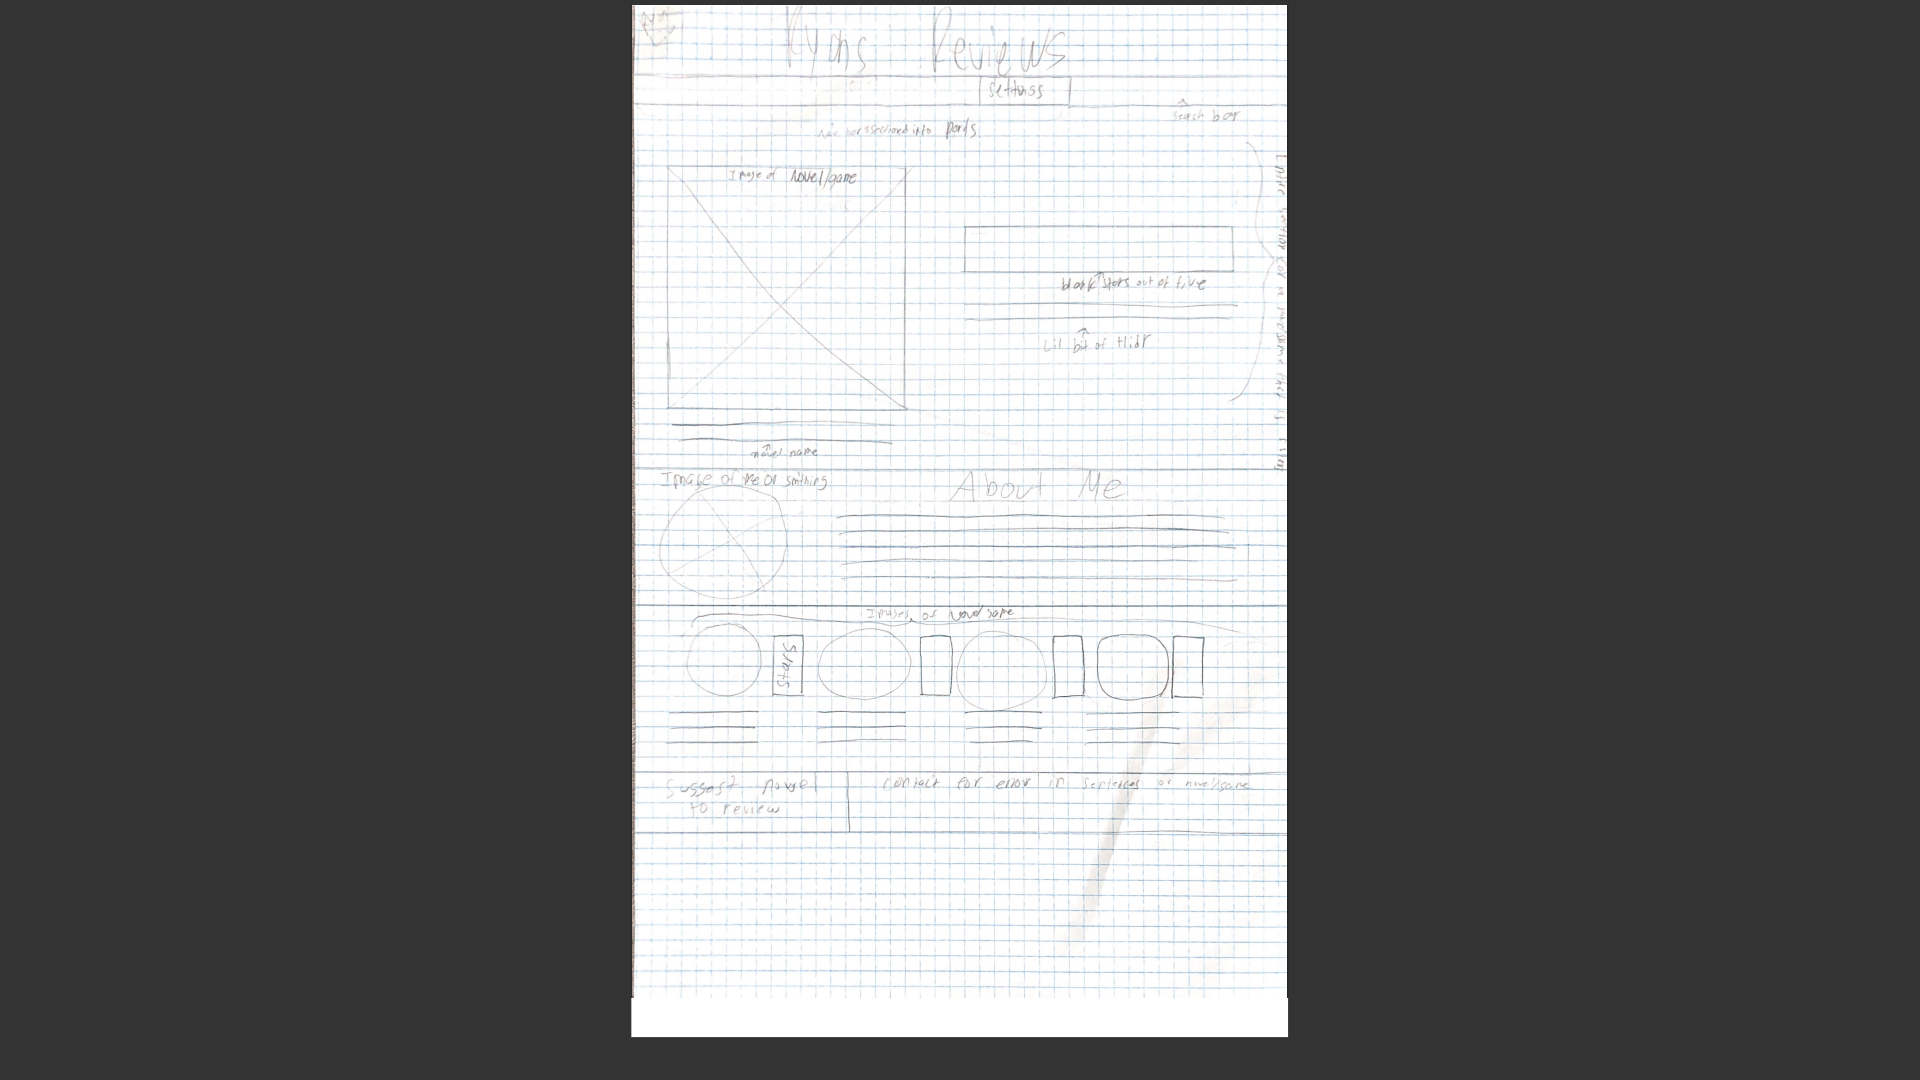 Ryans Reviews
Settings
search bar
Nav bar sectioned into parts
Image of novel/game
blank stars out of five
Lil bit of tldr
novel name
Image of me or smthing
About Me
Images of novel/game
Stars
Suggest novel
to review
contact for error in sentences or novel/game